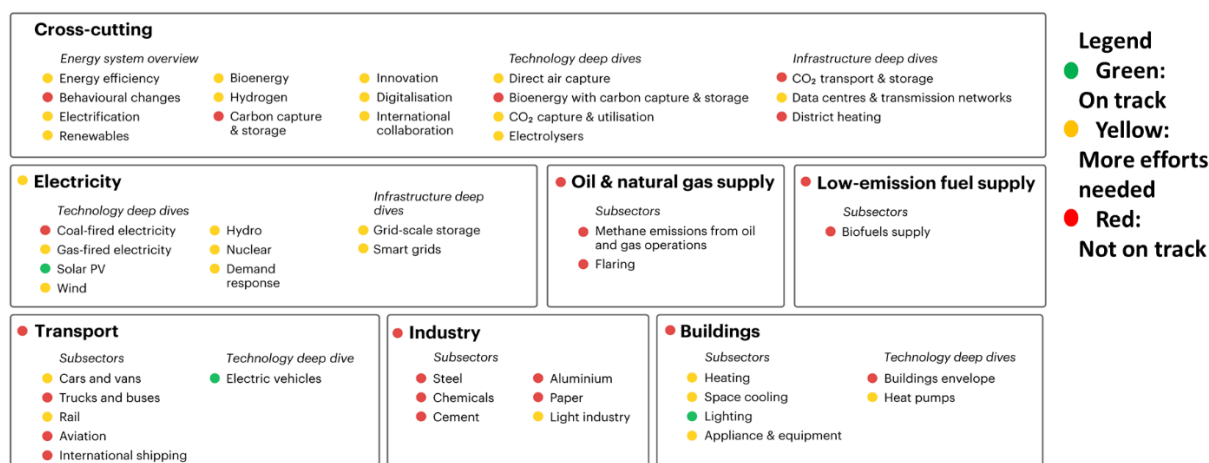 Cross-cutting
Energy system overview
Energy efficiency
Behavioural changes
Electrification
Renewables
Bioenergy
Hydrogen
Carbon capture
& storage
Innovation
Digitalisation
International
collaboration
Technology deep dives
Direct air capture
Bioenergy with carbon capture & storage
CO₂ capture & utilisation
Electrolysers
Infrastructure deep dives
CO₂ transport & storage
Data centres & transmission networks
District heating
Legend
Green:
On track
Yellow:
More efforts
needed
Red:
Not on track
Electricity
Technology deep dives
Coal-fired electricity
Gas-fired electricity
Solar PV
Wind
Hydro
Nuclear
Demand
response
Infrastructure deep
dives
Grid-scale storage
Smart grids
Oil & natural gas supply
Subsectors
Methane emissions from oil
and gas operations
Flaring
Low-emission fuel supply
Subsectors
Biofuels supply
Transport
Subsectors
Cars and vans
Trucks and buses
Rail
Aviation
International shipping
Technology deep dive
Electric vehicles
Industry
Subsectors
Steel
Chemicals
Cement
Aluminium
Paper
Light industry
Buildings
Subsectors
Heating
Space cooling
Lighting
Appliance & equipment
Technology deep dives
Buildings envelope
Heat pumps